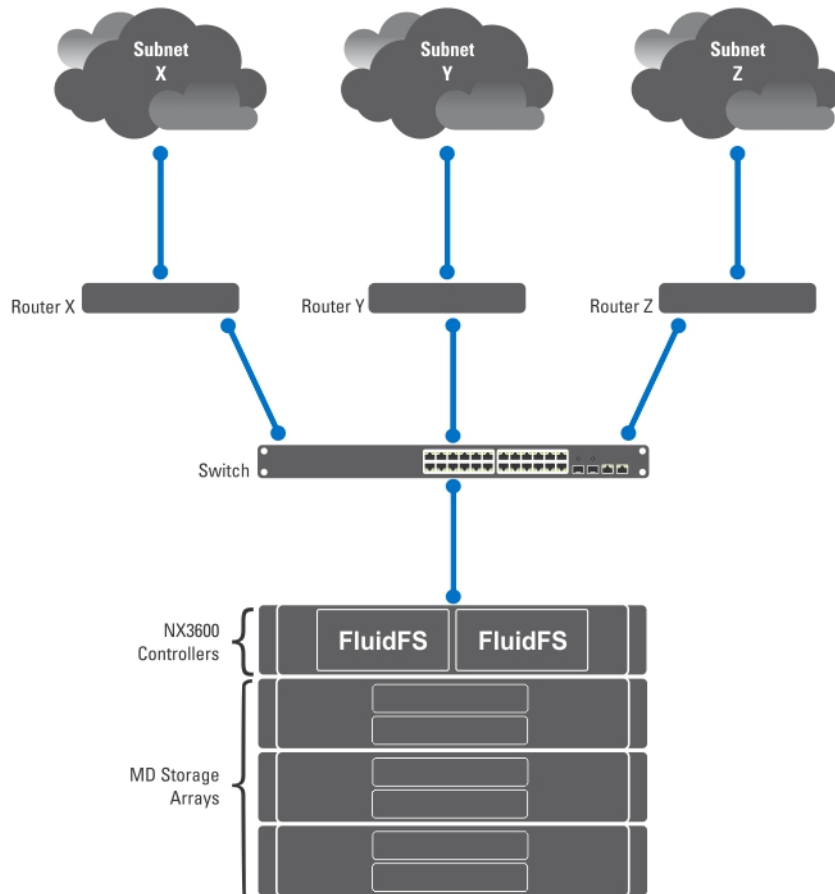 Subnet
X
Subnet
Y
Subnet
Z
Router X
Router Y
Router Z
Switch
NX3600
Controllers
FluidFS
FluidFS
MD Storage
Arrays